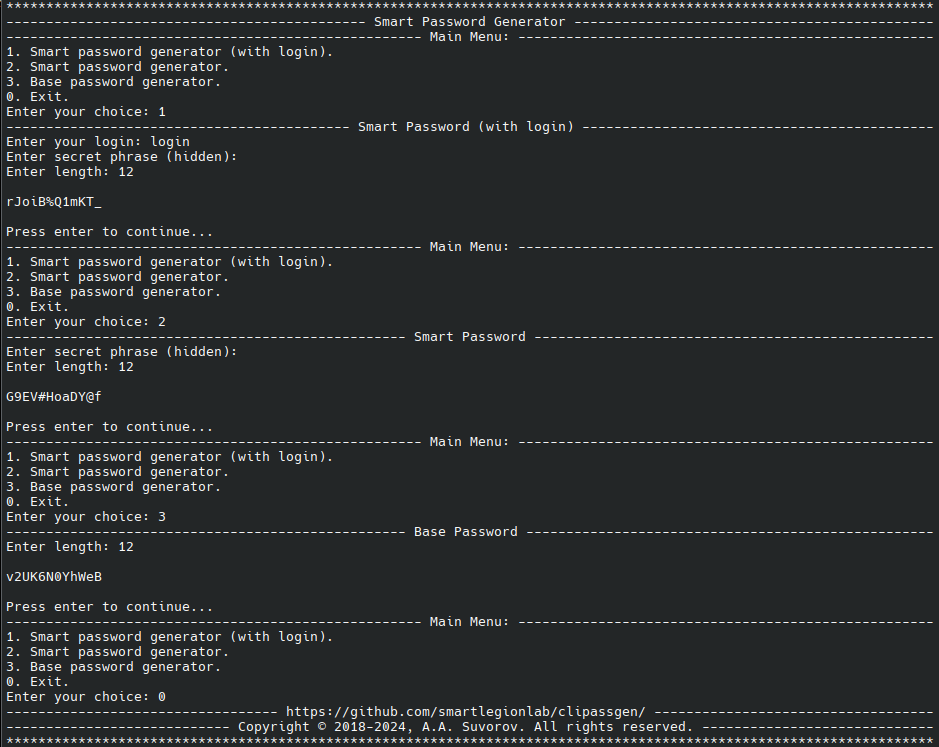 ********************************************************************************************************************
--------------------------------------------- Smart Password Generator ---------------------------------------------
---------------------------------------------------- Main Menu: ----------------------------------------------------
1. Smart password generator (with login).
2. Smart password generator.
3. Base password generator.
0. Exit.
Enter your choice: 1
------------------------------------------- Smart Password (with login) --------------------------------------------
Enter your login: login
Enter secret phrase (hidden):
Enter length: 12
rJoiB%Q1mKT_
Press enter to continue...
---------------------------------------------------- Main Menu: ----------------------------------------------------
1. Smart password generator (with login).
2. Smart password generator.
3. Base password generator.
0. Exit.
Enter your choice: 2
-------------------------------------------------- Smart Password --------------------------------------------------
Enter secret phrase (hidden):
Enter length: 12
G9EV#HoaDY@f
Press enter to continue...
---------------------------------------------------- Main Menu: ----------------------------------------------------
1. Smart password generator (with login).
2. Smart password generator.
3. Base password generator.
0. Exit.
Enter your choice: 3
-------------------------------------------------- Base Password ---------------------------------------------------
Enter length: 12
v2UK6N0YhWeB
Press enter to continue...
---------------------------------------------------- Main Menu: ----------------------------------------------------
1. Smart password generator (with login).
2. Smart password generator.
3. Base password generator.
0. Exit.
Enter your choice: 0
---------------------------------- https://github.com/smartlegionlab/clipassgen/ -----------------------------------
---------------------------- Copyright © 2018-2024, A.A. Suvorov. All rights reserved. -----------------------------
********************************************************************************************************************